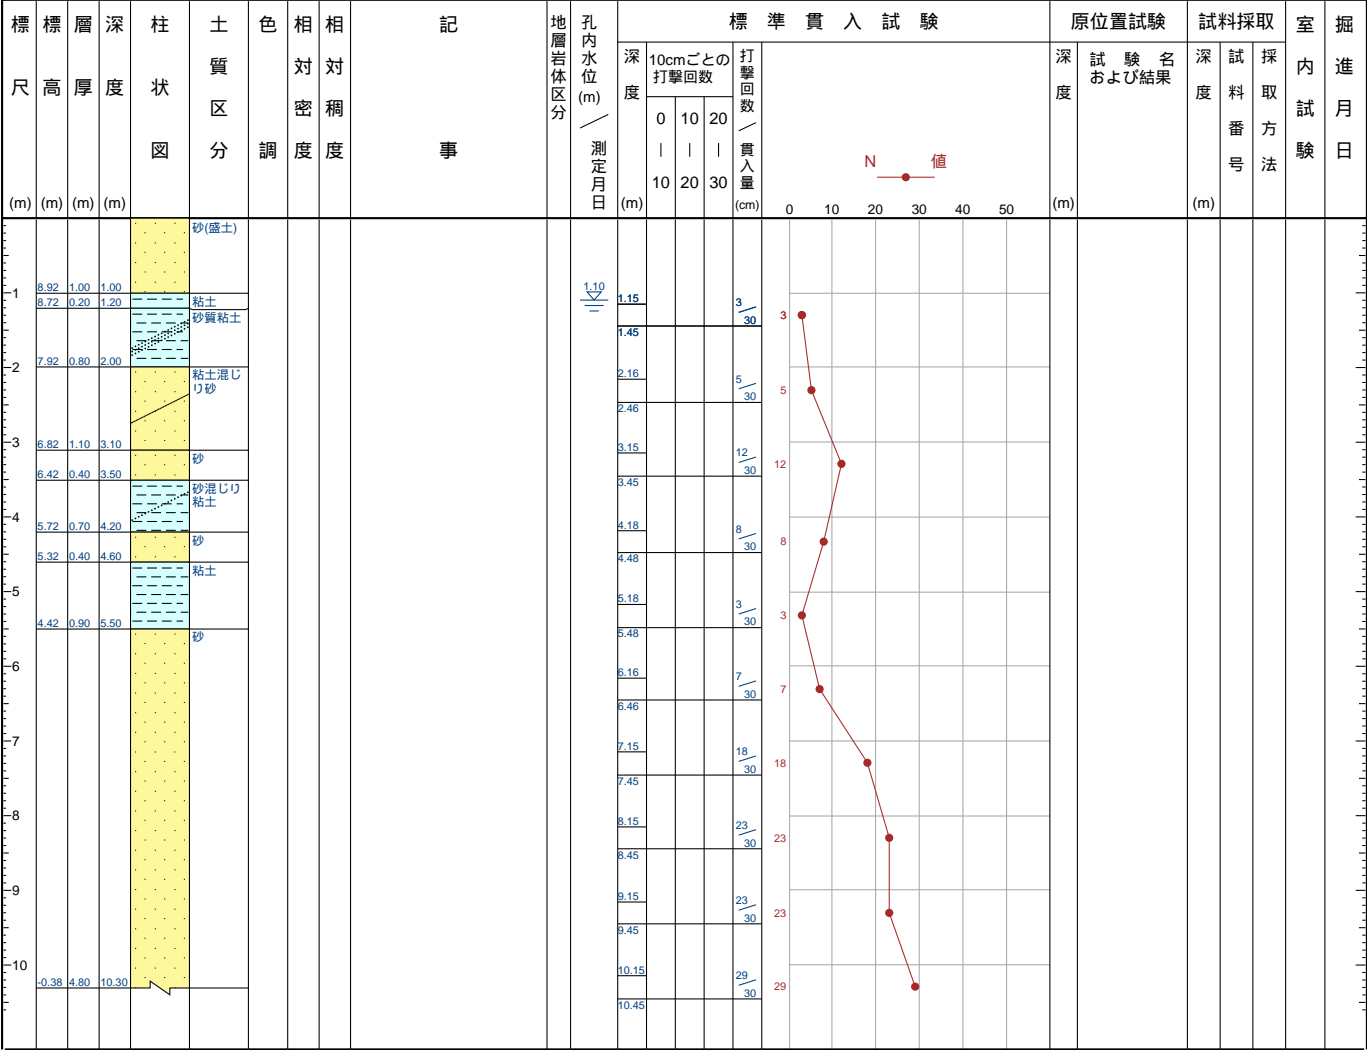 標尺(m)
標高(m)
層厚(m)
深度(m)
柱状図
土質区分
色調
相対密度
相対稠度
記事
地層岩体区分
孔内水位(m)／測定月日
標準貫入試験
深度(m)
10cmごとの
打撃回数
0 10 20
| | |
10 20 30
打撃回数／貫入量(cm)
N 値
0 10 20 30 40 50
原位置試験
深度(m)
試験名
および結果
試料採取
深度(m)
試料番号
採取方法
室内試験
掘進月日
砂(盛土)
8.92 1.00 1.00
1
8.72 0.20 1.20 粘土
砂質粘土
7.92 0.80 2.00
2
粘土混じ
り砂
3
6.82 1.10 3.10
砂
6.42 0.40 3.50
砂混じり
粘土
4
5.72 0.70 4.20
砂
5.32 0.40 4.60
粘土
5
4.42 0.90 5.50
砂
6
7
8
9
10
-0.38 4.80 10.30
1.10
1.15 3/30 3
1.45
2.16 5/30 5
2.46
3.15 12/30 12
3.45
4.18 8/30 8
4.48
5.18 3/30 3
5.48
6.16 7/30 7
6.46
7.15 18/30 18
7.45
8.15 23/30 23
8.45
9.15 23/30 23
9.45
10.15 29/30 29
10.45